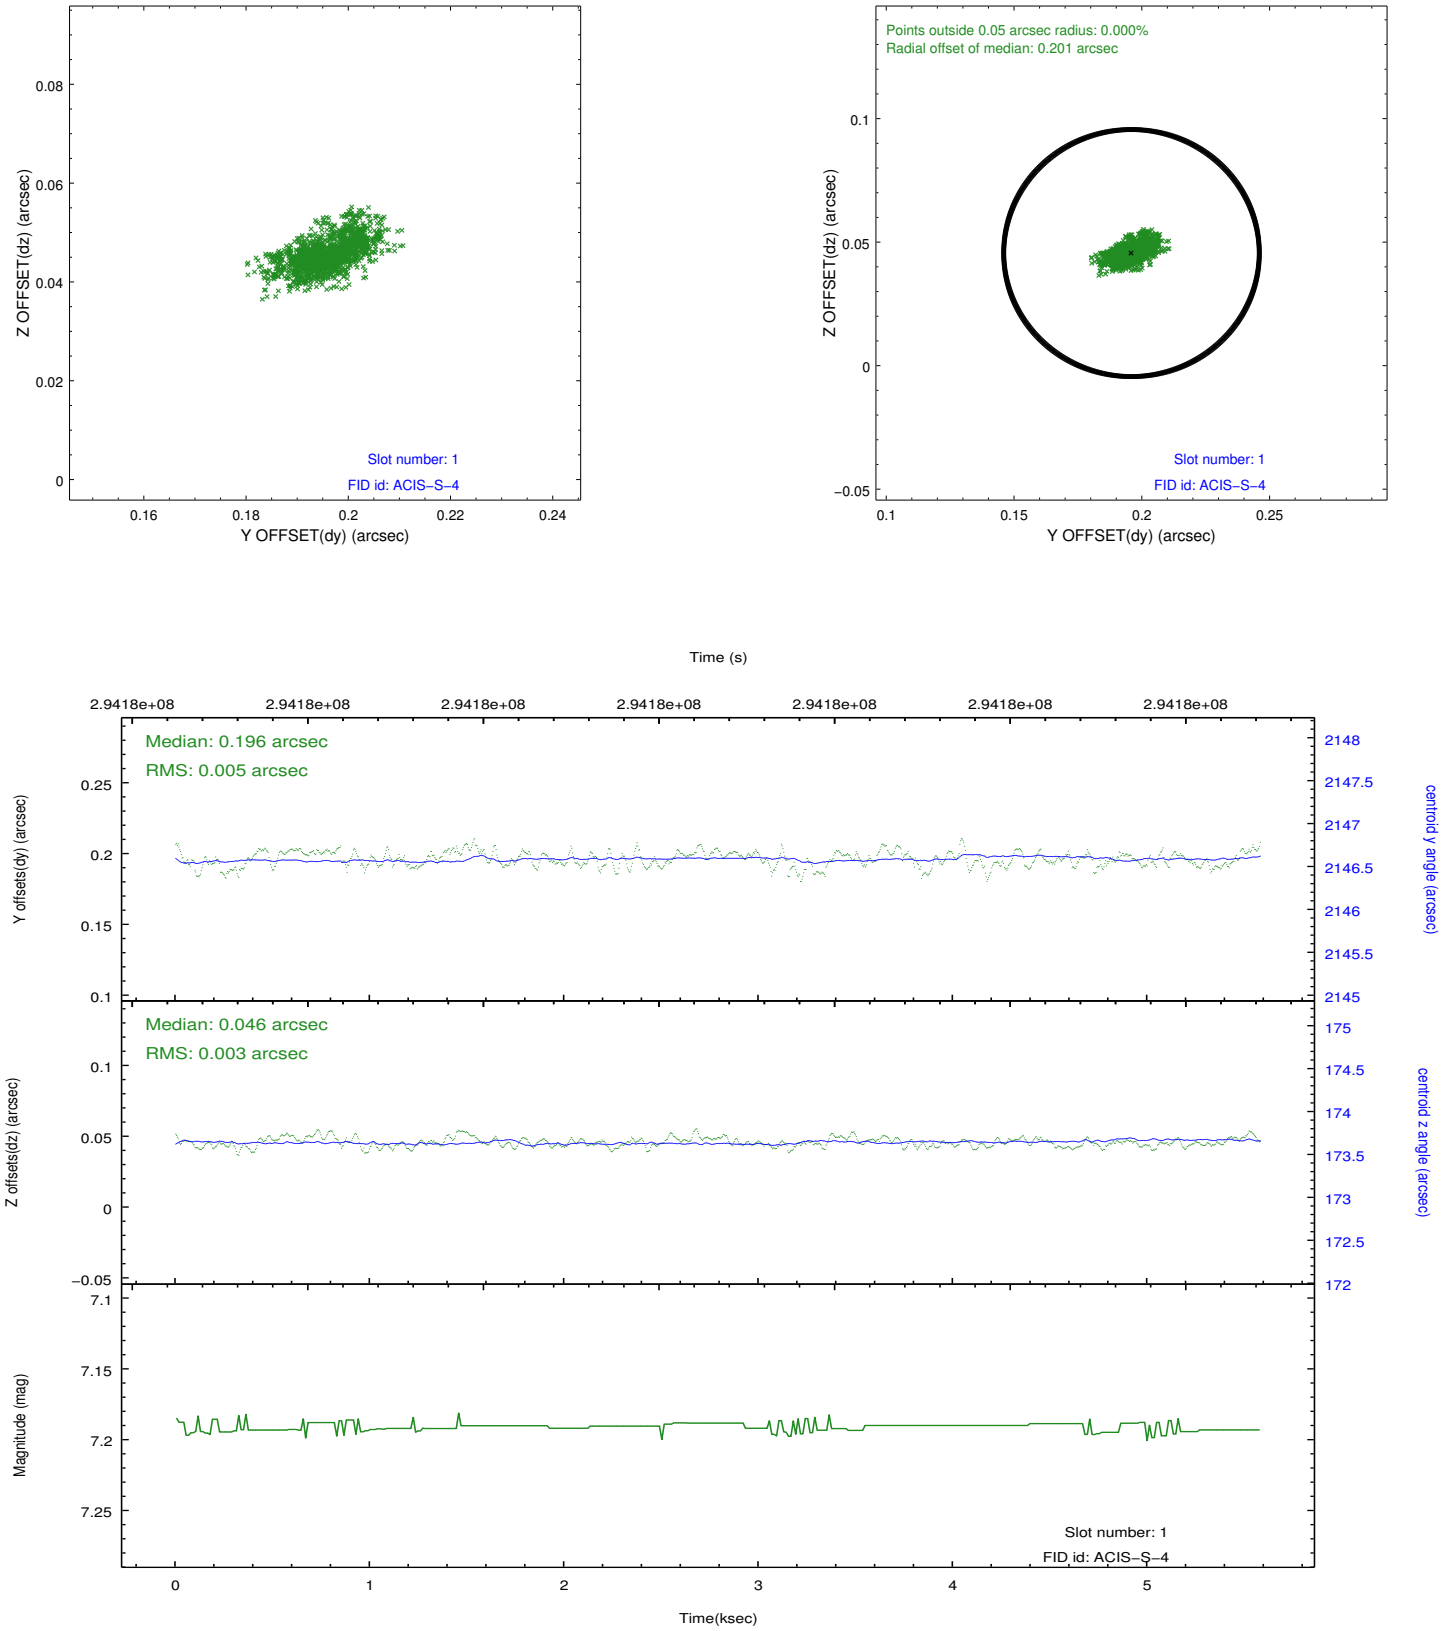 0.08
0.06
0.04
0.02
0
Z OFFSET(dz) (arcsec)
Slot number: 1
FID id: ACIS−S−4
0.16 0.18 0.2 0.22 0.24
Y OFFSET(dy) (arcsec)
Points outside 0.05 arcsec radius: 0.000%
Radial offset of median: 0.201 arcsec
0.1
0.05
0
−0.05
Z OFFSET(dz) (arcsec)
Slot number: 1
FID id: ACIS−S−4
0.1 0.15 0.2 0.25
Y OFFSET(dy) (arcsec)
Time (s)
2.9418e+08 2.9418e+08 2.9418e+08 2.9418e+08 2.9418e+08 2.9418e+08 2.9418e+08
Median: 0.196 arcsec
RMS: 0.005 arcsec
0.25
0.2
0.15
0.1
Y offsets(dy) (arcsec)
2148
2147.5
2147
2146.5
2146
2145.5
2145
centroid y angle (arcsec)
Median: 0.046 arcsec
RMS: 0.003 arcsec
0.1
0.05
0
−0.05
Z offsets(dz) (arcsec)
175
174.5
174
173.5
173
172.5
172
centroid z angle (arcsec)
7.1
7.15
7.2
7.25
Magnitude (mag)
Slot number: 1
FID id: ACIS−S−4
0 1 2 3 4 5
Time(ksec)